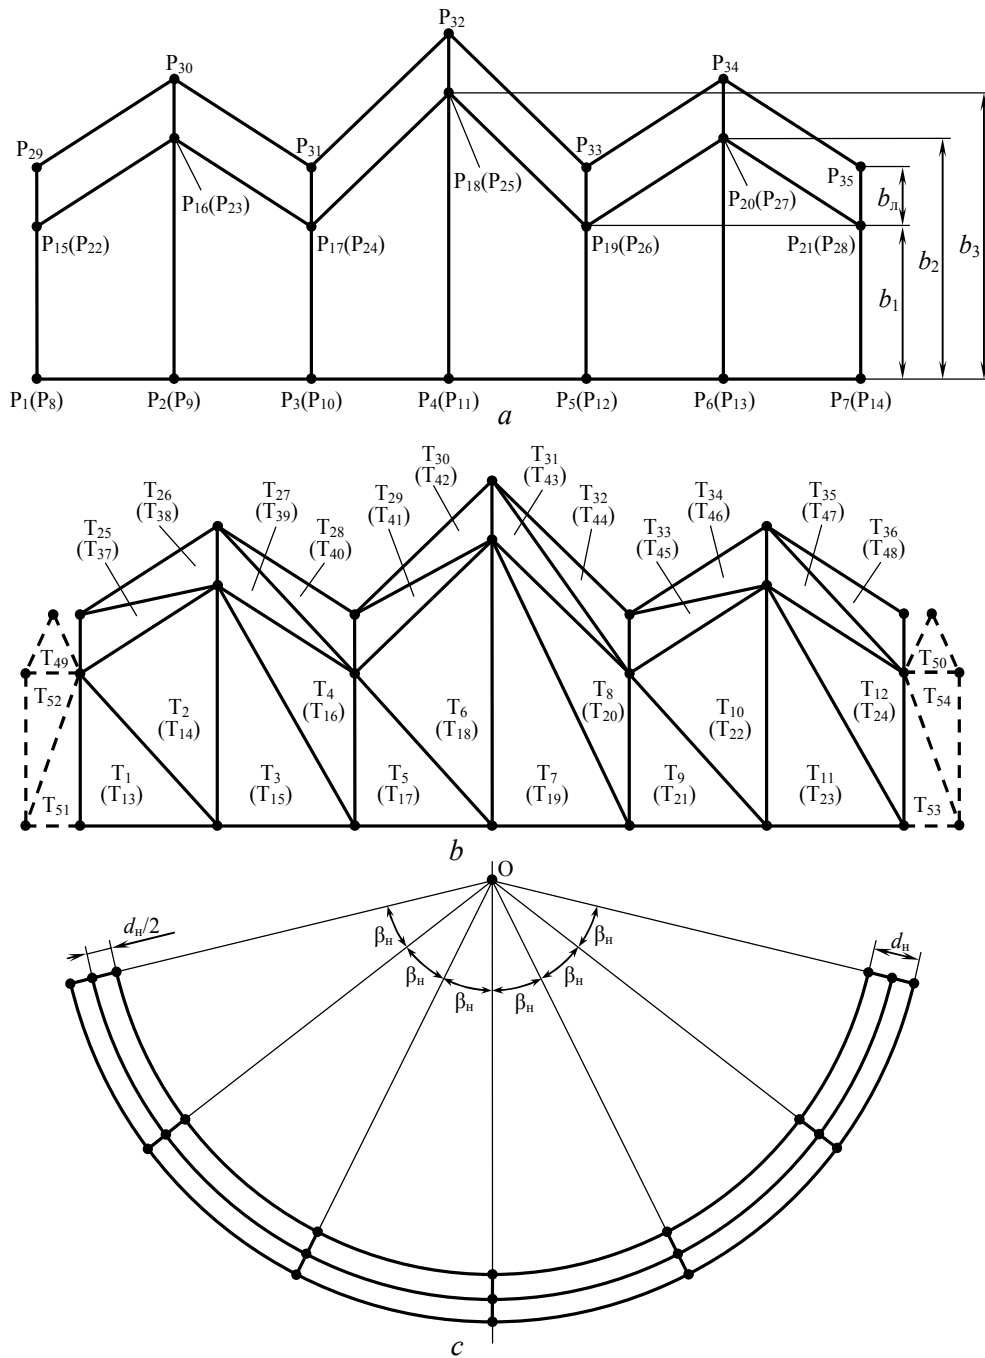 P₃₂
P₃₀ P₃₄
P₂₉ P₃₁ P₃₃ P₃₅
P₁₈(P₂₅) bл
P₁₆(P₂₃) P₂₀(P₂₇)
P₁₅(P₂₂) P₁₇(P₂₄) P₁₉(P₂₆) P₂₁(P₂₈) b₃
b₂
b₁
P₁(P₈) P₂(P₉) P₃(P₁₀) P₄(P₁₁) P₅(P₁₂) P₆(P₁₃) P₇(P₁₄)
a
T₃₀ T₃₁
(T₄₂) (T₄₃)
T₂₆ T₂₇ T₂₉ T₃₂ T₃₄ T₃₅
(T₃₈) (T₃₉) (T₄₁) (T₄₄) (T₄₆) (T₄₇)
T₂₅ T₂₈ T₃₃ T₃₆
(T₃₇) (T₄₀) (T₄₅) (T₄₈)
T₄₉ T₅₀
T₅₂ T₂ T₄ T₆ T₈ T₁₀ T₁₂ T₅₄
(T₁₄) (T₁₆) (T₁₈) (T₂₀) (T₂₂) (T₂₄)
T₁ T₃ T₅ T₇ T₉ T₁₁
(T₁₃) (T₁₅) (T₁₇) (T₁₉) (T₂₁) (T₂₃)
T₅₁ T₅₃
b
O
dн/2 dн
βн βн
βн βн
βн βн
c